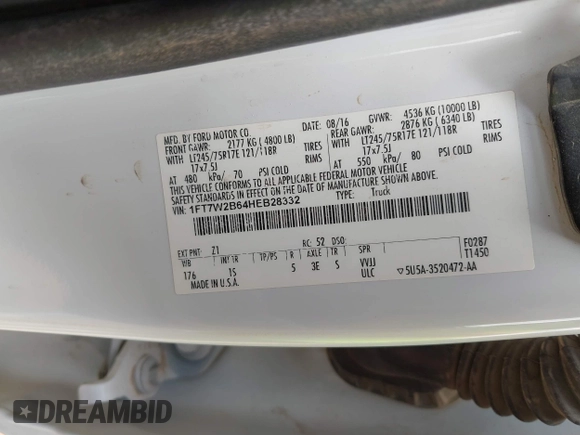 MFD. BY FORD MOTOR CO.
DATE: 08/16 GVWR: 4536 KG (10000 LB)
FRONT GAWR: 2177 KG (4800 LB) REAR GAWR: 2876 KG (6340 LB)
WITH LT245/75R17E 121/118R TIRES WITH LT245/75R17E 121/118R TIRES
17x7.5J RIMS 17x7.5J RIMS
AT 480 kPa/ 70 PSI COLD AT 550 kPa/ 80 PSI COLD
THIS VEHICLE CONFORMS TO ALL APPLICABLE FEDERAL MOTOR VEHICLE
SAFETY STANDARDS IN EFFECT ON THE DATE OF MANUFACTURE SHOWN ABOVE.
VIN: 1FT7W2B64HEB28332 TYPE: Truck
EXT PNT: Z1 RC: 52 DSO: F0287
WB INT TR TP/PS R AXLE TR SPR T1450
176 1S 5 3E S VVJJ
MADE IN U.S.A. ULC 5U5A-3520472-AA
DREAMBID